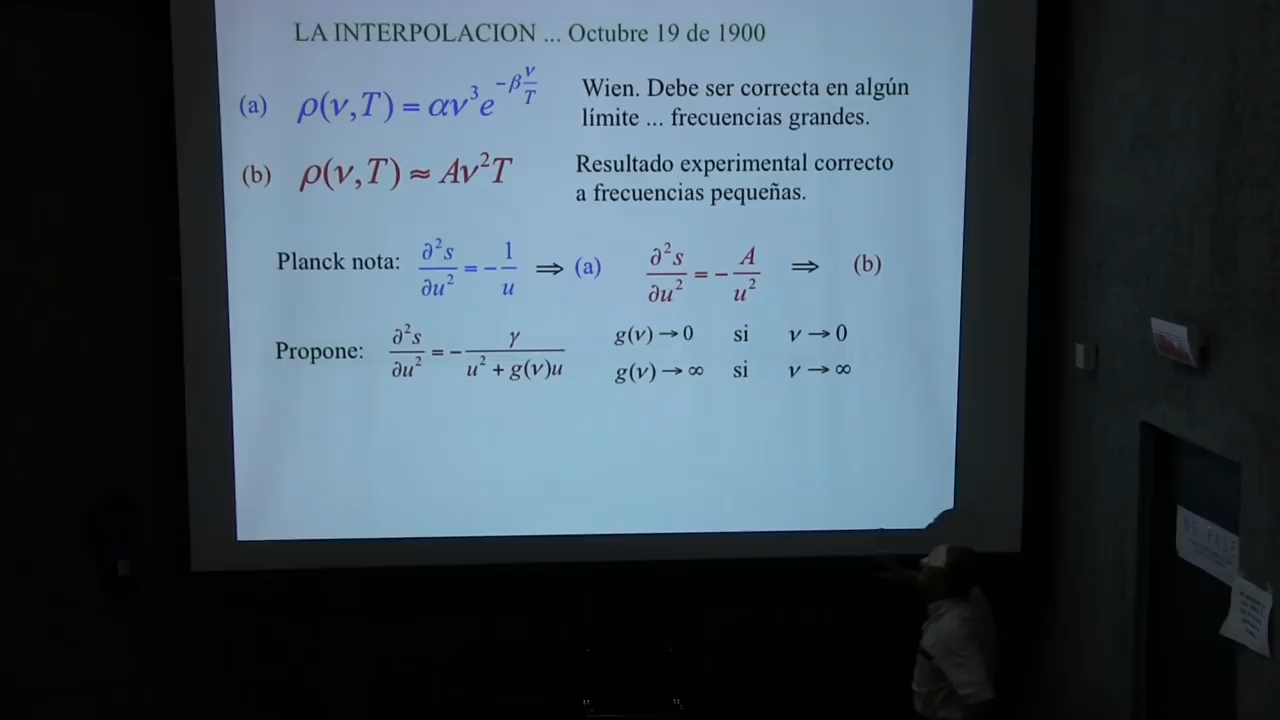 LA INTERPOLACION ... Octubre 19 de 1900
(a) ρ(ν,T) = αν³e^{-β ν/T} Wien. Debe ser correcta en algún
límite ... frecuencias grandes.
(b) ρ(ν,T) ≈ Aν²T Resultado experimental correcto
a frecuencias pequeñas.
Planck nota: ∂²s/∂u² = -1/u ⇒ (a) ∂²s/∂u² = -A/u² ⇒ (b)
Propone: ∂²s/∂u² = -γ/(u² + g(ν)u) g(ν) → 0 si ν → 0
g(ν) → ∞ si ν → ∞
NO PASE